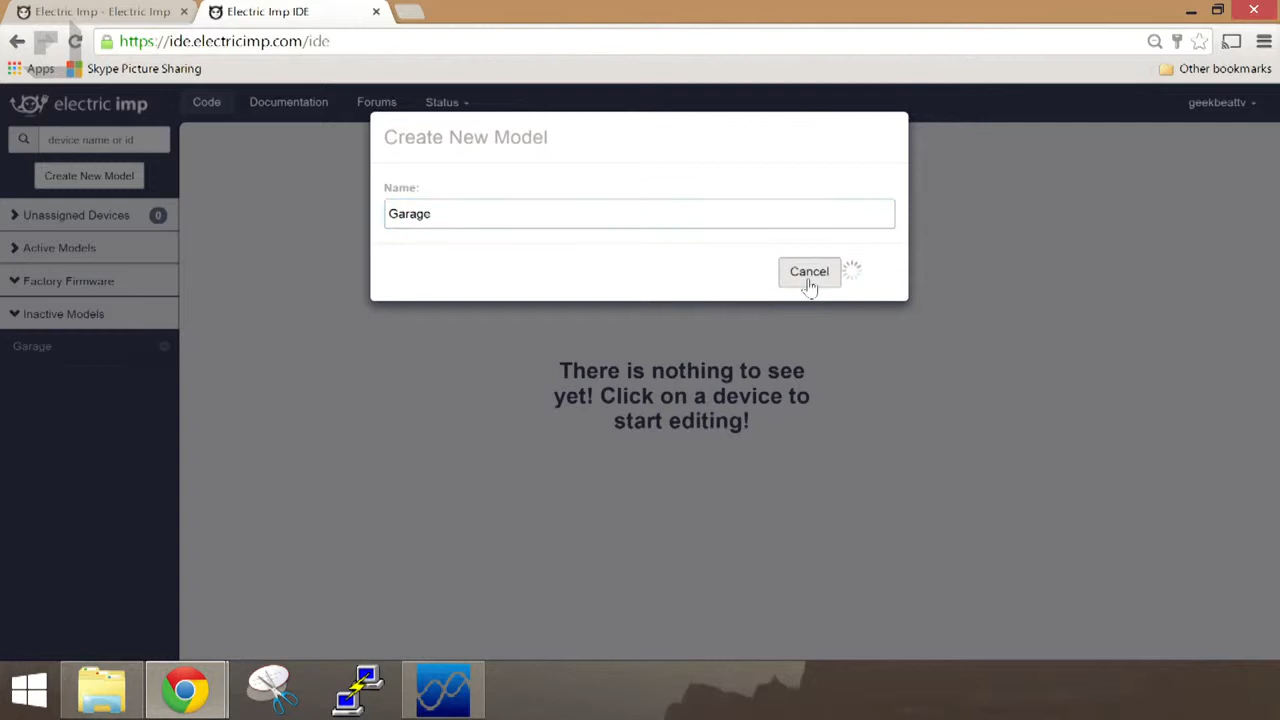 Electric Imp - Electric Imp
Electric Imp IDE
https://ide.electricimp.com/ide
Apps
Skype Picture Sharing
Other bookmarks
electric imp
Code
Documentation
Forums
Status
geekbeattv
device name or id
Create New Model
Unassigned Devices
0
Active Models
Factory Firmware
Inactive Models
Garage
Create New Model
Name:
Garage
Cancel
There is nothing to see
yet! Click on a device to
start editing!